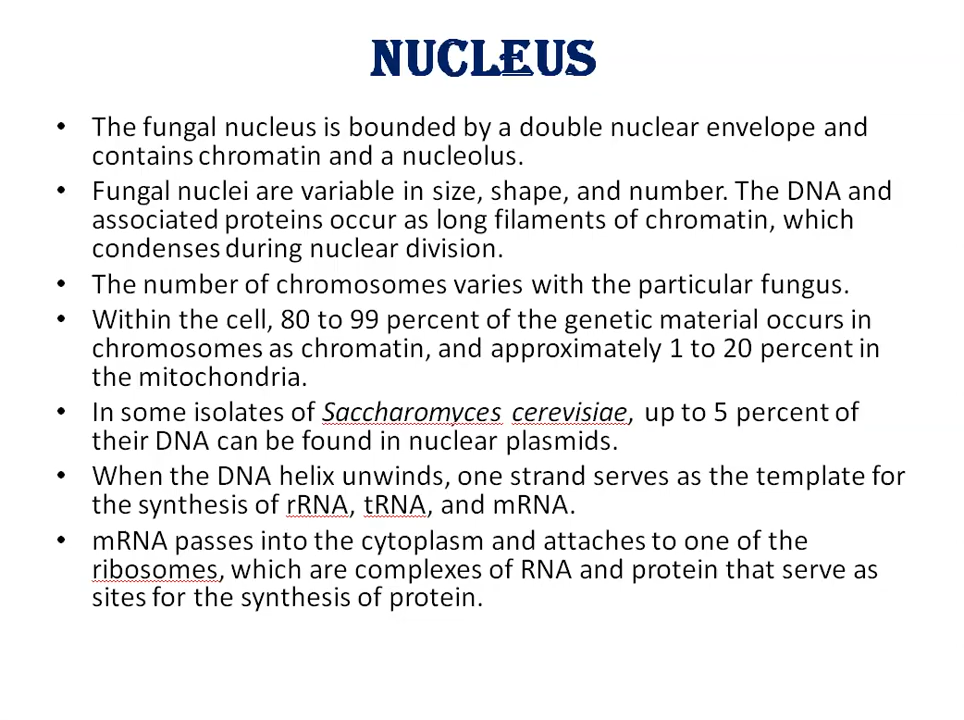 NUCLEUS
• The fungal nucleus is bounded by a double nuclear envelope and
contains chromatin and a nucleolus.
• Fungal nuclei are variable in size, shape, and number. The DNA and
associated proteins occur as long filaments of chromatin, which
condenses during nuclear division.
• The number of chromosomes varies with the particular fungus.
• Within the cell, 80 to 99 percent of the genetic material occurs in
chromosomes as chromatin, and approximately 1 to 20 percent in
the mitochondria.
• In some isolates of Saccharomyces cerevisiae, up to 5 percent of
their DNA can be found in nuclear plasmids.
• When the DNA helix unwinds, one strand serves as the template for
the synthesis of rRNA, tRNA, and mRNA.
• mRNA passes into the cytoplasm and attaches to one of the
ribosomes, which are complexes of RNA and protein that serve as
sites for the synthesis of protein.